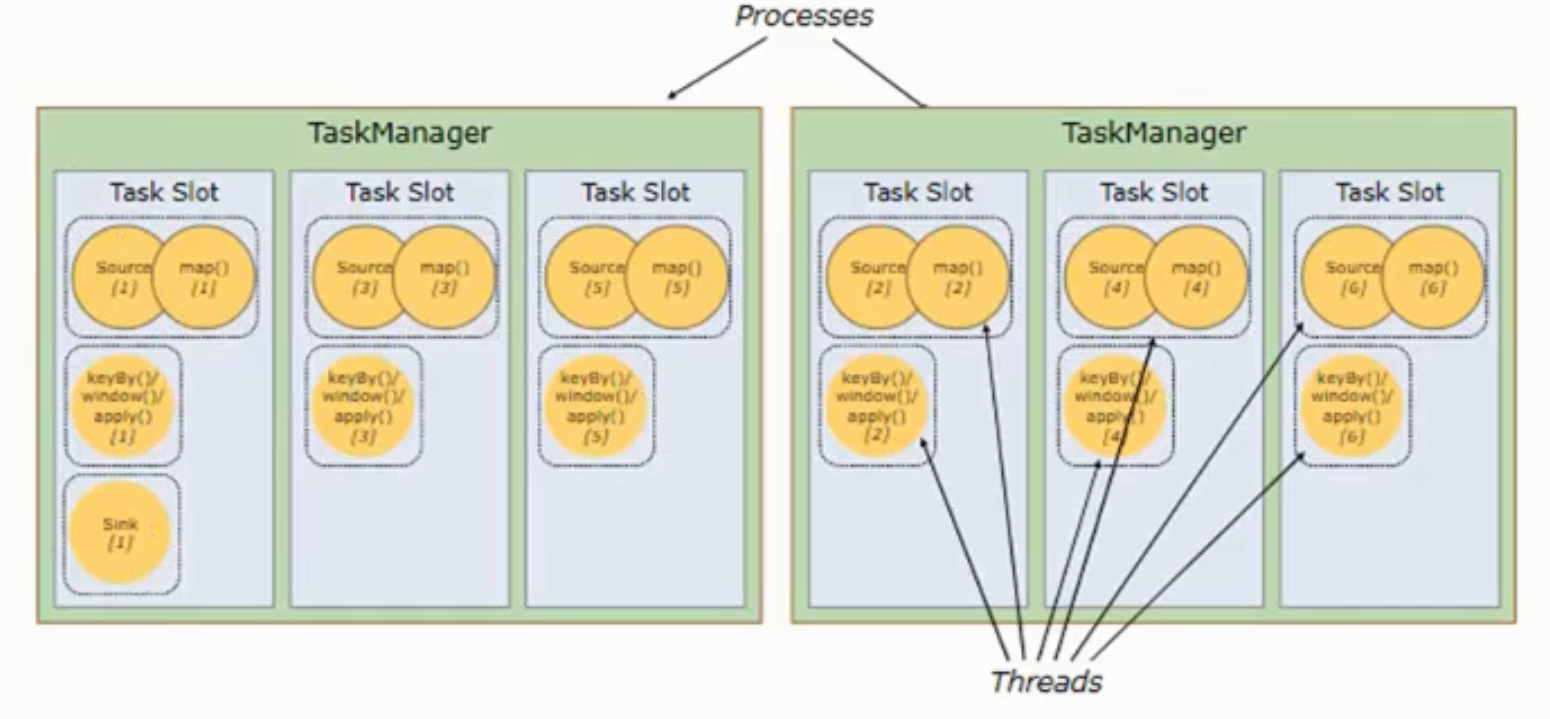 Processes
TaskManager
Task Slot
Source
[1]
map()
[1]
keyBy()/
window()/
apply()
[1]
Sink
[1]
Task Slot
Source
[3]
map()
[3]
keyBy()/
window()/
apply()
[3]
Task Slot
Source
[5]
map()
[5]
keyBy()/
window()/
apply()
[5]
TaskManager
Task Slot
Source
[2]
map()
[2]
keyBy()/
window()/
apply()
[2]
Task Slot
Source
[4]
map()
[4]
keyBy()/
window()/
apply()
[4]
Task Slot
Source
[6]
map()
[6]
keyBy()/
window()/
apply()
[6]
Threads